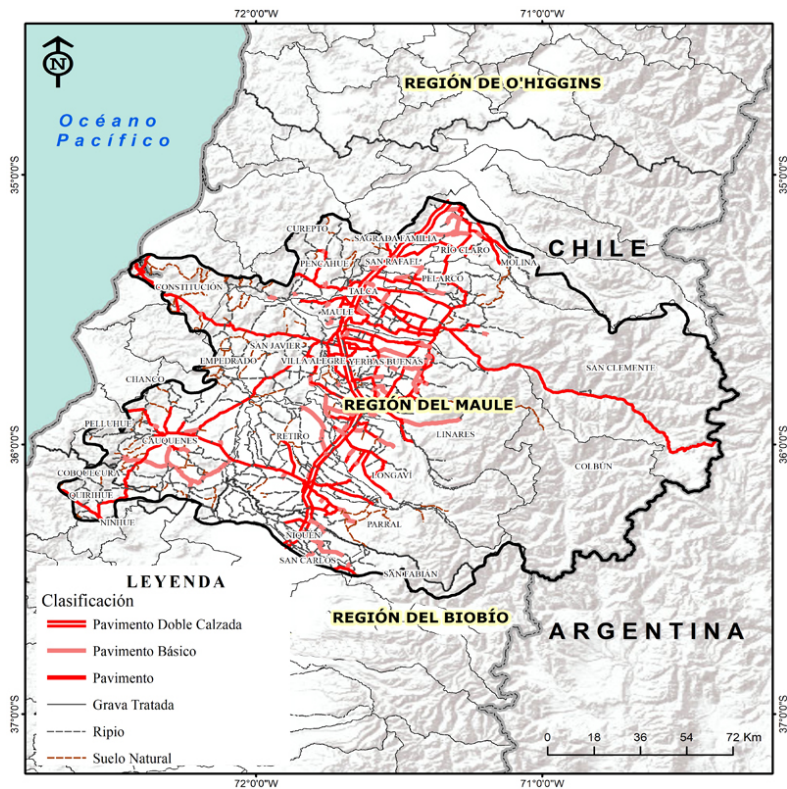 72°0'0"W
71°0'0"W
N
REGIÓN DE O'HIGGINS
Océano
Pacífico
35°0'0"S
35°0'0"S
CUREPTO
SAGRADA FAMILIA
RÍO CLARO
CHILE
PENCAHUE
SAN RAFAEL
MOLINA
PELARCO
CONSTITUCIÓN
TALCA
MAULE
SAN JAVIER
EMPEDRADO
VILLA ALEGRE
YERBAS BUENAS
SAN CLEMENTE
CHANCO
REGIÓN DEL MAULE
PELLUHUE
CAUQUENES
RETIRO
LINARES
36°0'0"S
36°0'0"S
COBQUECURA
LONGAVÍ
COLBÚN
QUIRIHUE
NINHUE
PARRAL
ÑIQUÉN
SAN CARLOS
SAN FABIÁN
LEYENDA
Clasificación
Pavimento Doble Calzada
Pavimento Básico
Pavimento
Grava Tratada
Ripio
Suelo Natural
REGIÓN DEL BIOBÍO
ARGENTINA
37°0'0"S
37°0'0"S
0 18 36 54 72 Km
72°0'0"W
71°0'0"W